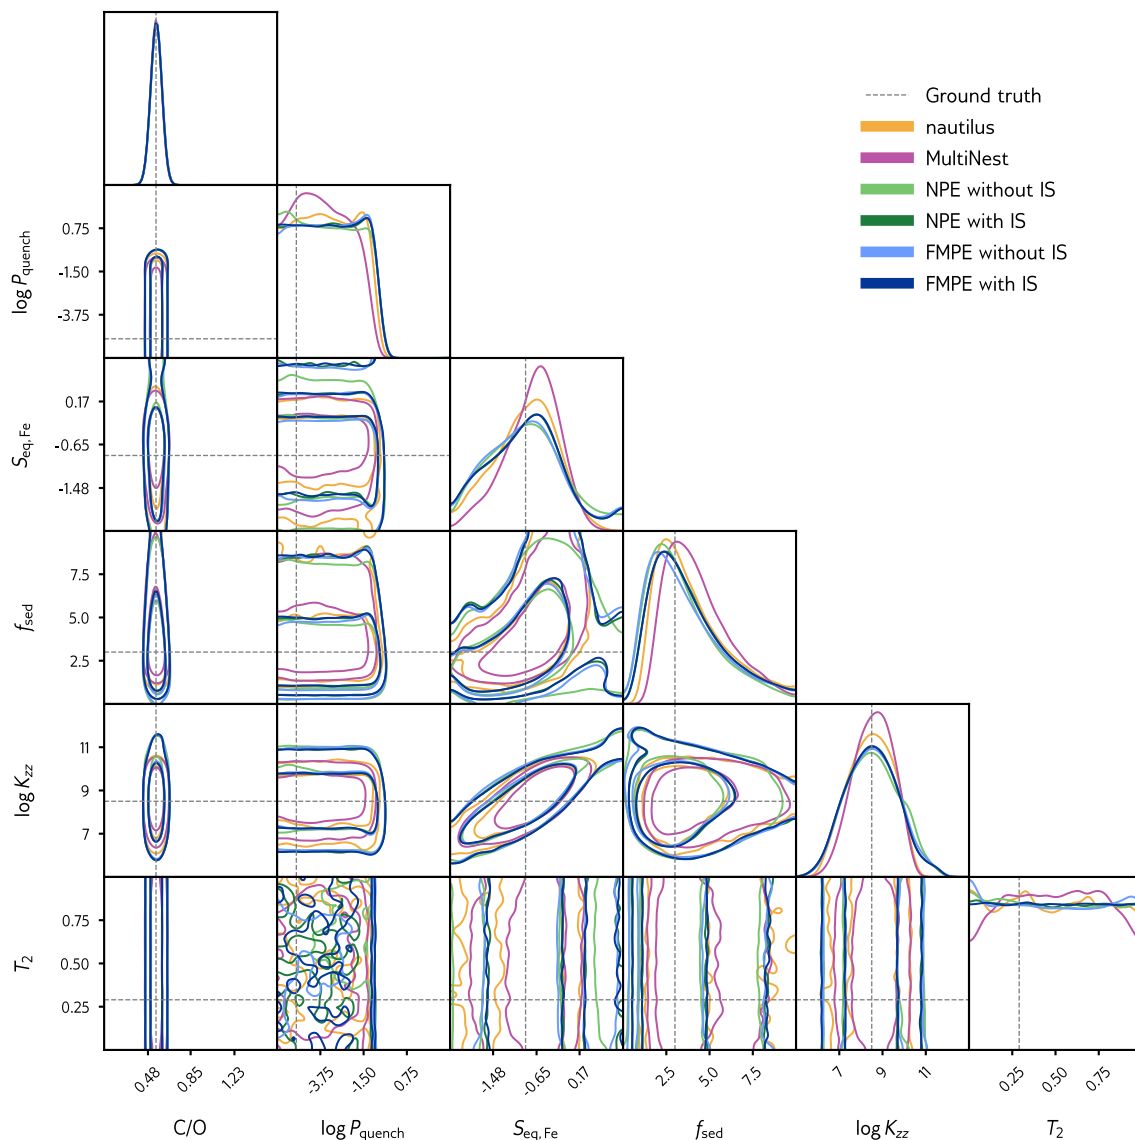 Ground truth
nautilus
MultiNest
NPE without IS
NPE with IS
FMPE without IS
FMPE with IS
log P_quench
0.75
-1.50
-3.75
S_eq, Fe
0.17
-0.65
-1.48
f_sed
7.5
5.0
2.5
log K_zz
11
9
7
T_2
0.75
0.50
0.25
0.48 0.85 1.23
-3.75 -1.50 0.75
-1.48 -0.65 0.17
2.5 5.0 7.5
7 9 11
0.25 0.50 0.75
C/O log P_quench S_eq, Fe f_sed log K_zz T_2